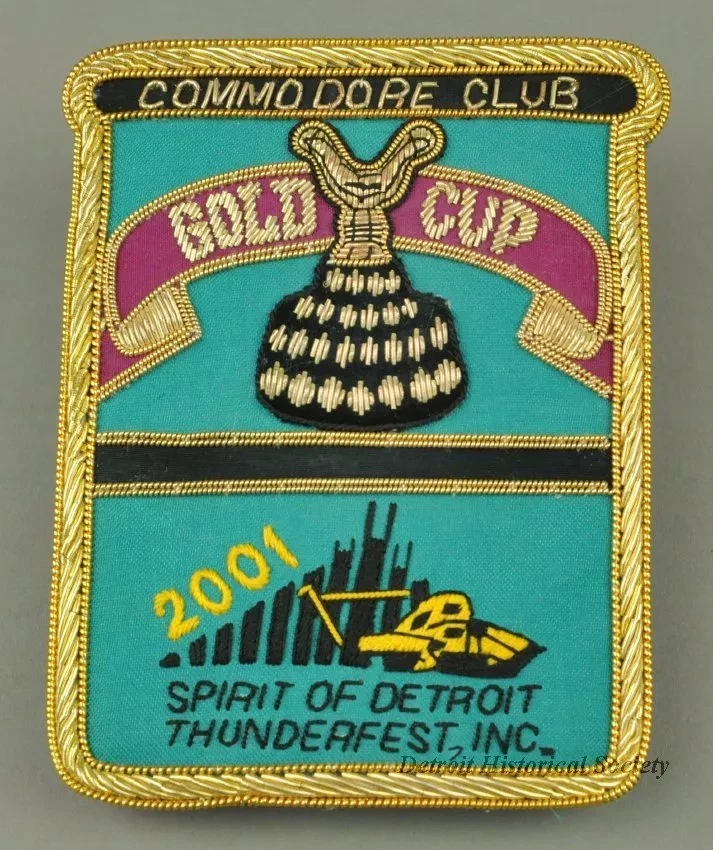 COMMODORE CLUB
GOLD CUP
2001
SPIRIT OF DETROIT
THUNDERFEST, INC.
Detroit Historical Society